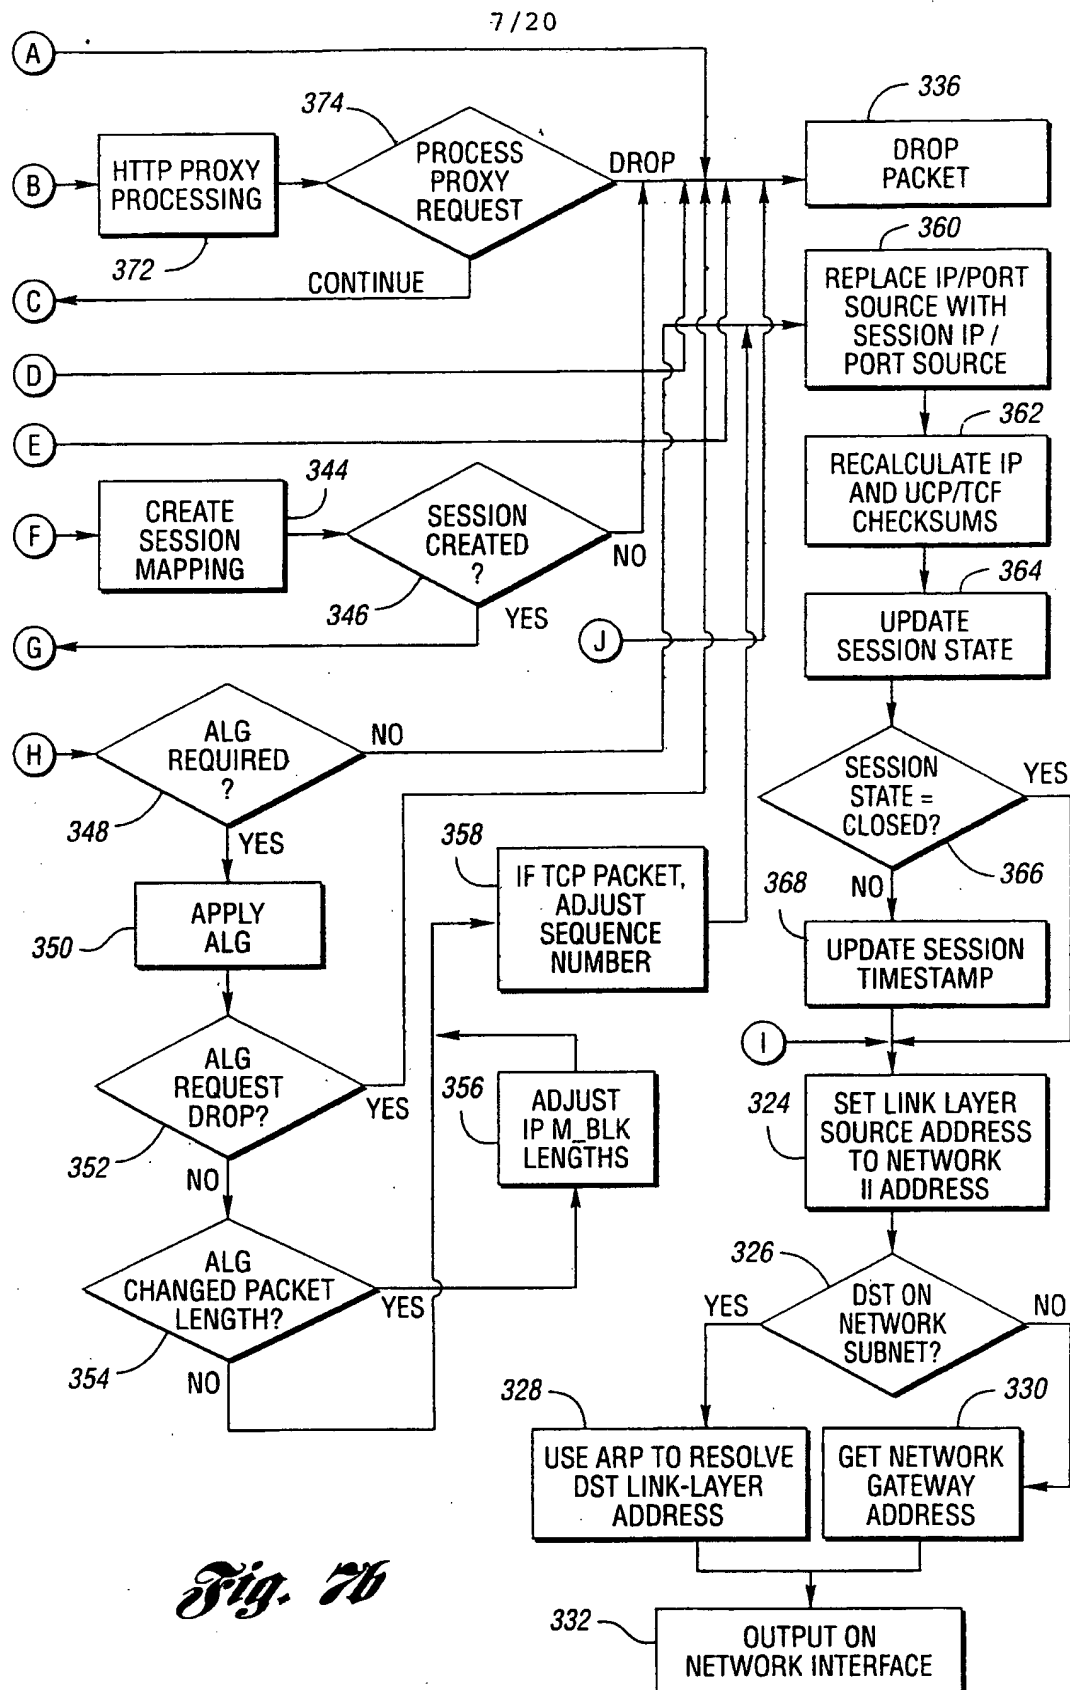 7/20
A
336
DROP
PACKET
374
PROCESS
PROXY
REQUEST
DROP
B
HTTP PROXY
PROCESSING
372
CONTINUE
C
360
REPLACE IP/PORT
SOURCE WITH
SESSION IP /
PORT SOURCE
D
E
362
RECALCULATE IP
AND UCP/TCF
CHECKSUMS
F
344
CREATE
SESSION
MAPPING
SESSION
CREATED
?
346
NO
YES
G
J
364
UPDATE
SESSION STATE
H
ALG
REQUIRED
?
348
NO
YES
SESSION
STATE =
CLOSED?
YES
366
NO
350
APPLY
ALG
358
IF TCP PACKET,
ADJUST
SEQUENCE
NUMBER
368
UPDATE SESSION
TIMESTAMP
I
ALG
REQUEST
DROP?
352
YES
NO
356
ADJUST
IP M_BLK
LENGTHS
324
SET LINK LAYER
SOURCE ADDRESS
TO NETWORK
II ADDRESS
ALG
CHANGED PACKET
LENGTH?
354
YES
NO
326
DST ON
NETWORK
SUBNET?
YES
NO
328
USE ARP TO RESOLVE
DST LINK-LAYER
ADDRESS
330
GET NETWORK
GATEWAY
ADDRESS
332
OUTPUT ON
NETWORK INTERFACE
Fig. 7b